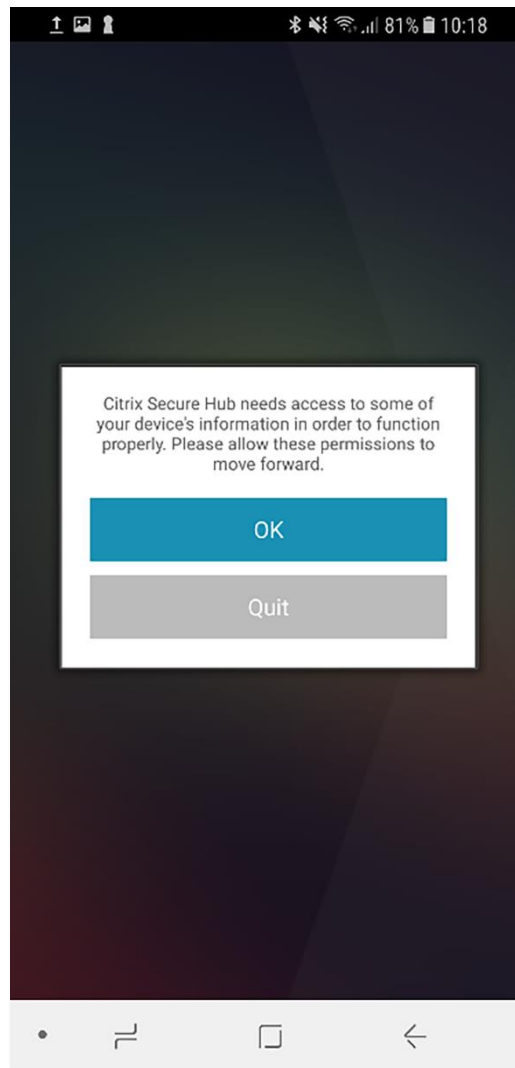 81% 10:18
Citrix Secure Hub needs access to some of
your device's information in order to function
properly. Please allow these permissions to
move forward.
OK
Quit